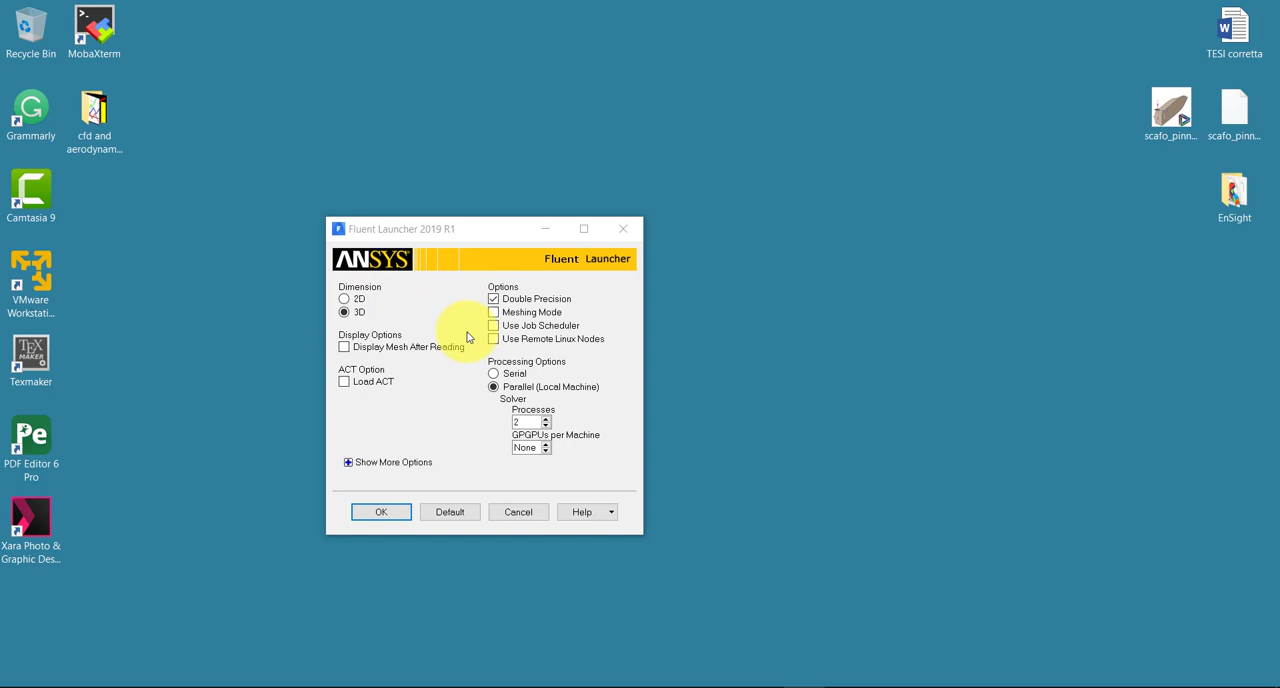 Recycle Bin
MobaXterm
Grammarly
cfd and
aerodynam...
Camtasia 9
VMware
Workstati...
TEX
MAKER
Texmaker
Pe
PDF Editor 6
Pro
Xara Photo &
Graphic Des...
TESI corretta
scafo_pinn...
scafo_pinn...
EnSight
Fluent Launcher 2019 R1
ANSYS
Fluent Launcher
Dimension
2D
3D
Display Options
Display Mesh After Reading
ACT Option
Load ACT
Show More Options
Options
Double Precision
Meshing Mode
Use Job Scheduler
Use Remote Linux Nodes
Processing Options
Serial
Parallel (Local Machine)
Solver
Processes
2
GPGPUs per Machine
None
OK
Default
Cancel
Help